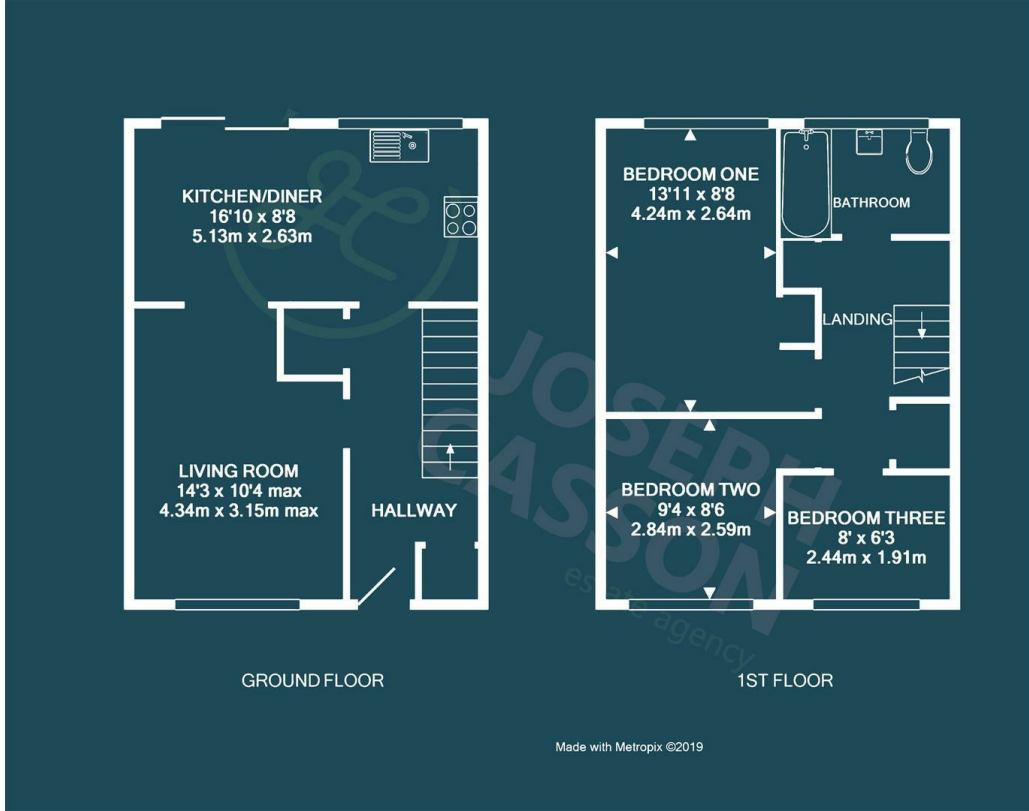 KITCHEN/DINER
16'10 x 8'8
5.13m x 2.63m
LIVING ROOM
14'3 x 10'4 max
4.34m x 3.15m max
HALLWAY
GROUND FLOOR
BEDROOM ONE
13'11 x 8'8
4.24m x 2.64m
BATHROOM
LANDING
BEDROOM TWO
9'4 x 8'6
2.84m x 2.59m
BEDROOM THREE
8' x 6'3
2.44m x 1.91m
1ST FLOOR
JOSEPH
CASSON
estate agency
Made with Metropix ©2019